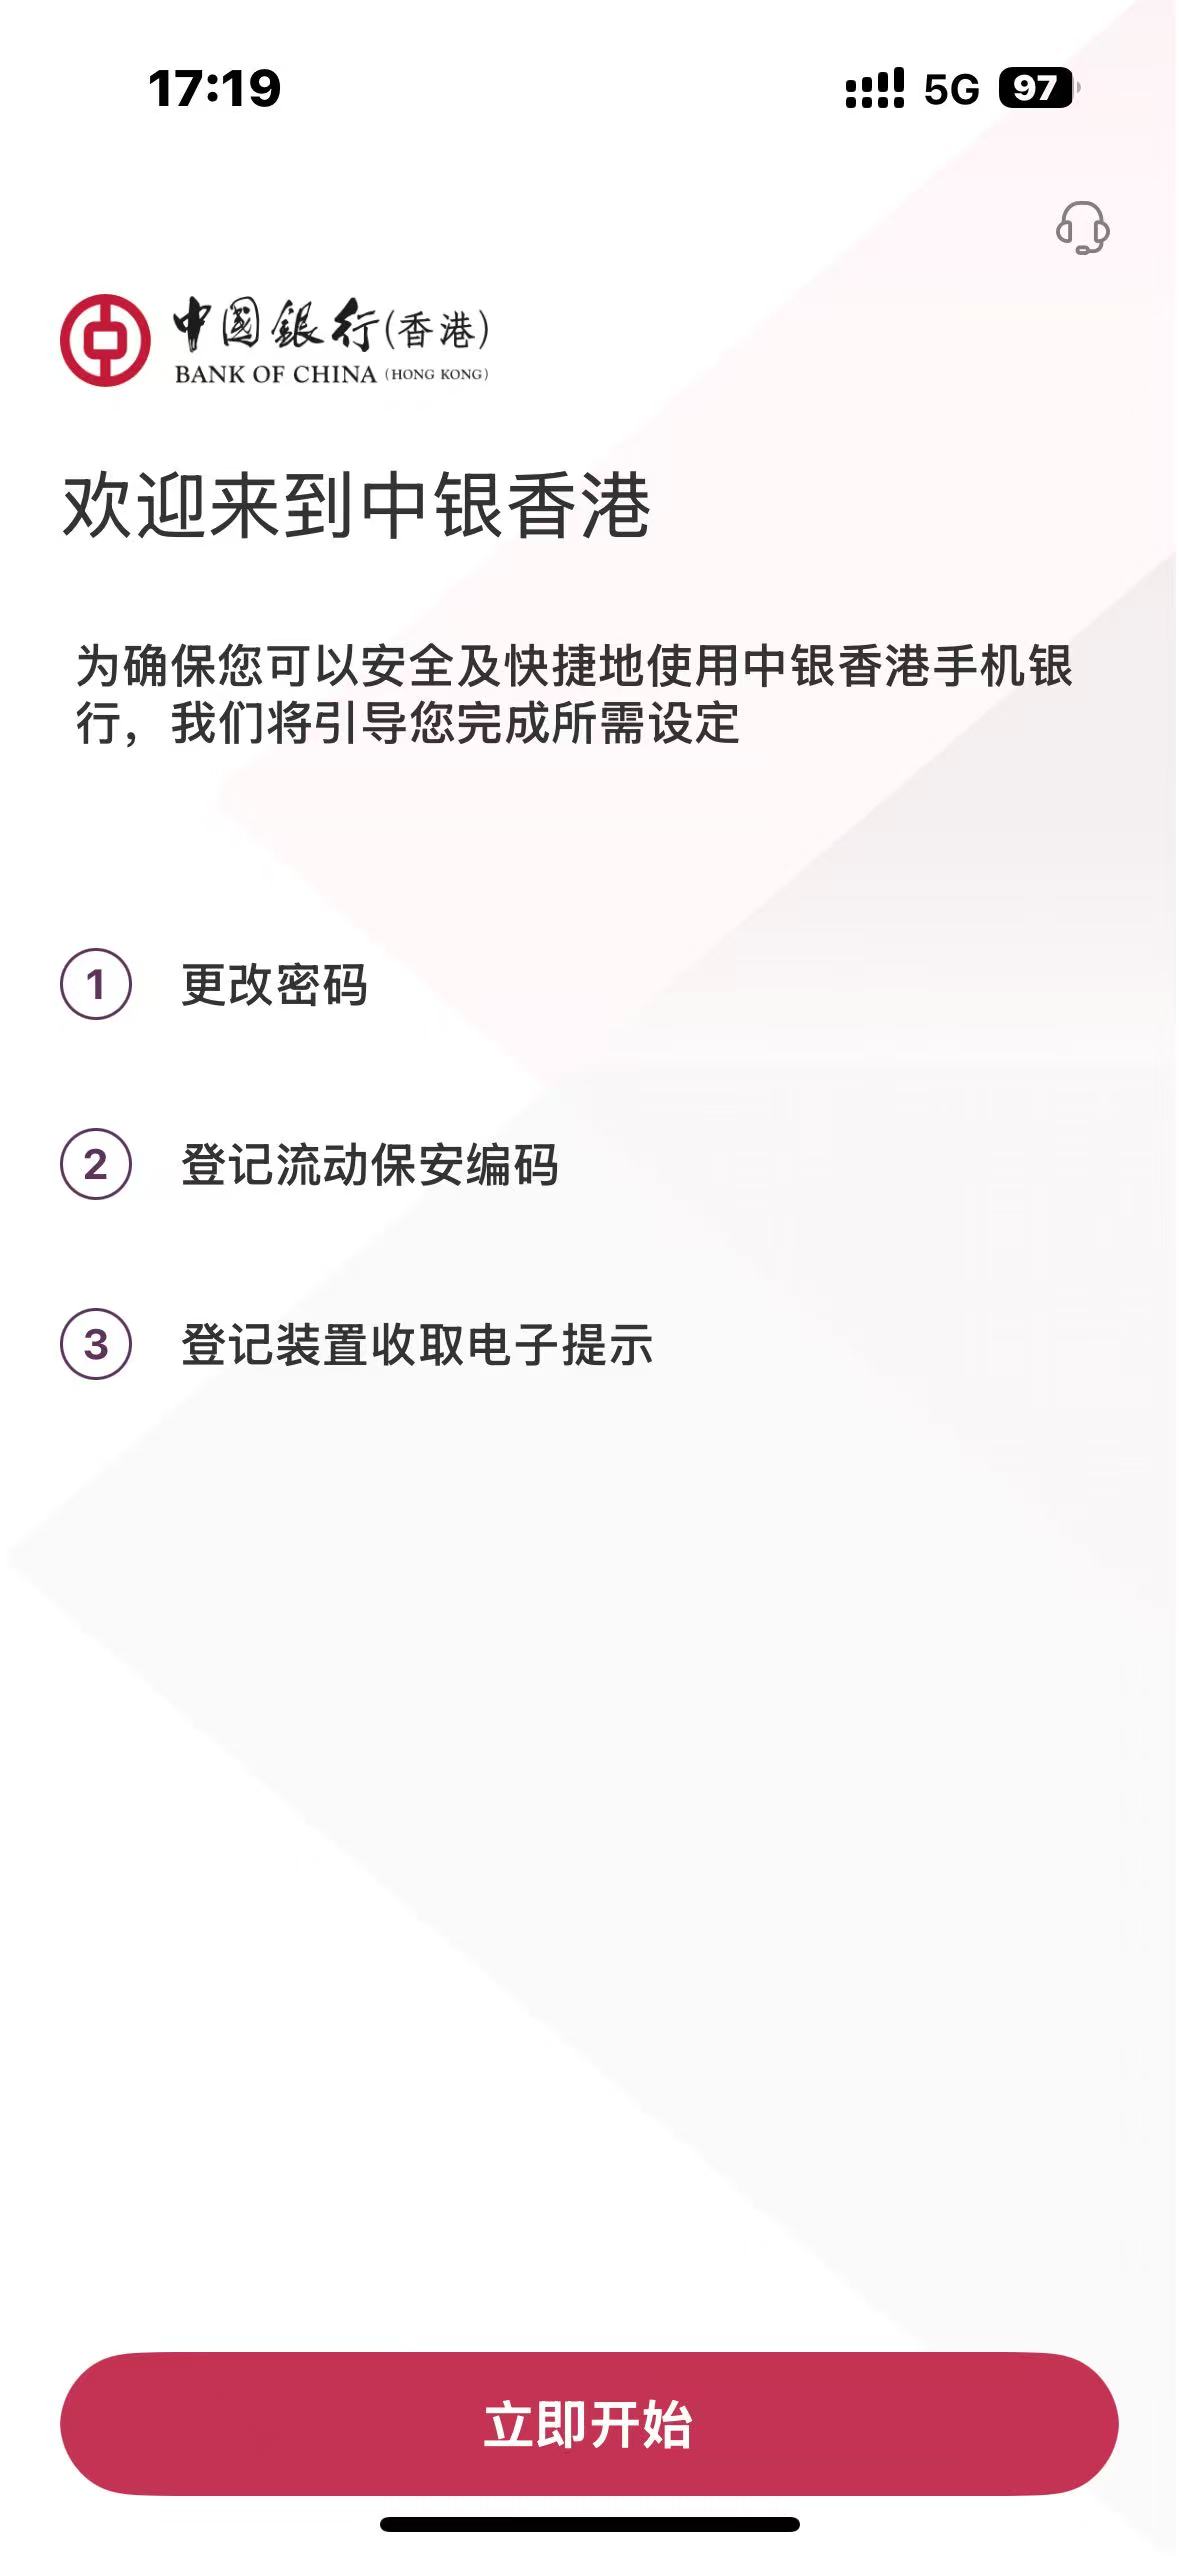 17:19
5G 97
中國銀行(香港)
BANK OF CHINA (HONG KONG)
欢迎来到中银香港
为确保您可以安全及快捷地使用中银香港手机银
行，我们将引导您完成所需设定
1 更改密码
2 登记流动保安编码
3 登记装置收取电子提示
立即开始